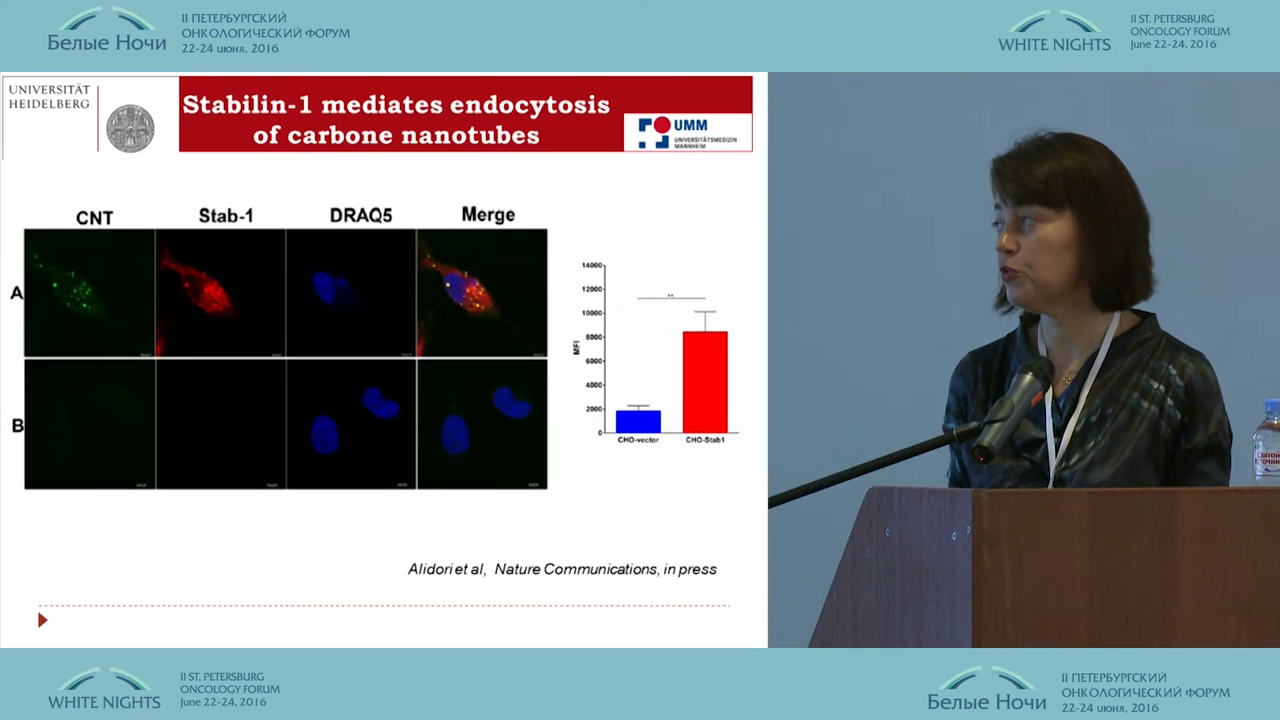 II ПЕТЕРБУРГСКИЙ
ОНКОЛОГИЧЕСКИЙ ФОРУМ
Белые Ночи
22-24 июня, 2016
II ST. PETERSBURG
ONCOLOGY FORUM
WHITE NIGHTS
June 22-24, 2016
UNIVERSITÄT
HEIDELBERG
Stabilin-1 mediates endocytosis
of carbone nanotubes
UMM
UNIVERSITÄTSMEDIZIN
MANNHEIM
CNT Stab-1 DRAQ5 Merge
A
B
14000
12000
10000
8000
6000
4000
2000
0
MFI
**
CHO-vector CHO-Stab1
Alidori et al, Nature Communications, in press
II ST. PETERSBURG
ONCOLOGY FORUM
WHITE NIGHTS
June 22-24, 2016
II ПЕТЕРБУРГСКИЙ
ОНКОЛОГИЧЕСКИЙ ФОРУМ
Белые Ночи
22-24 июня, 2016